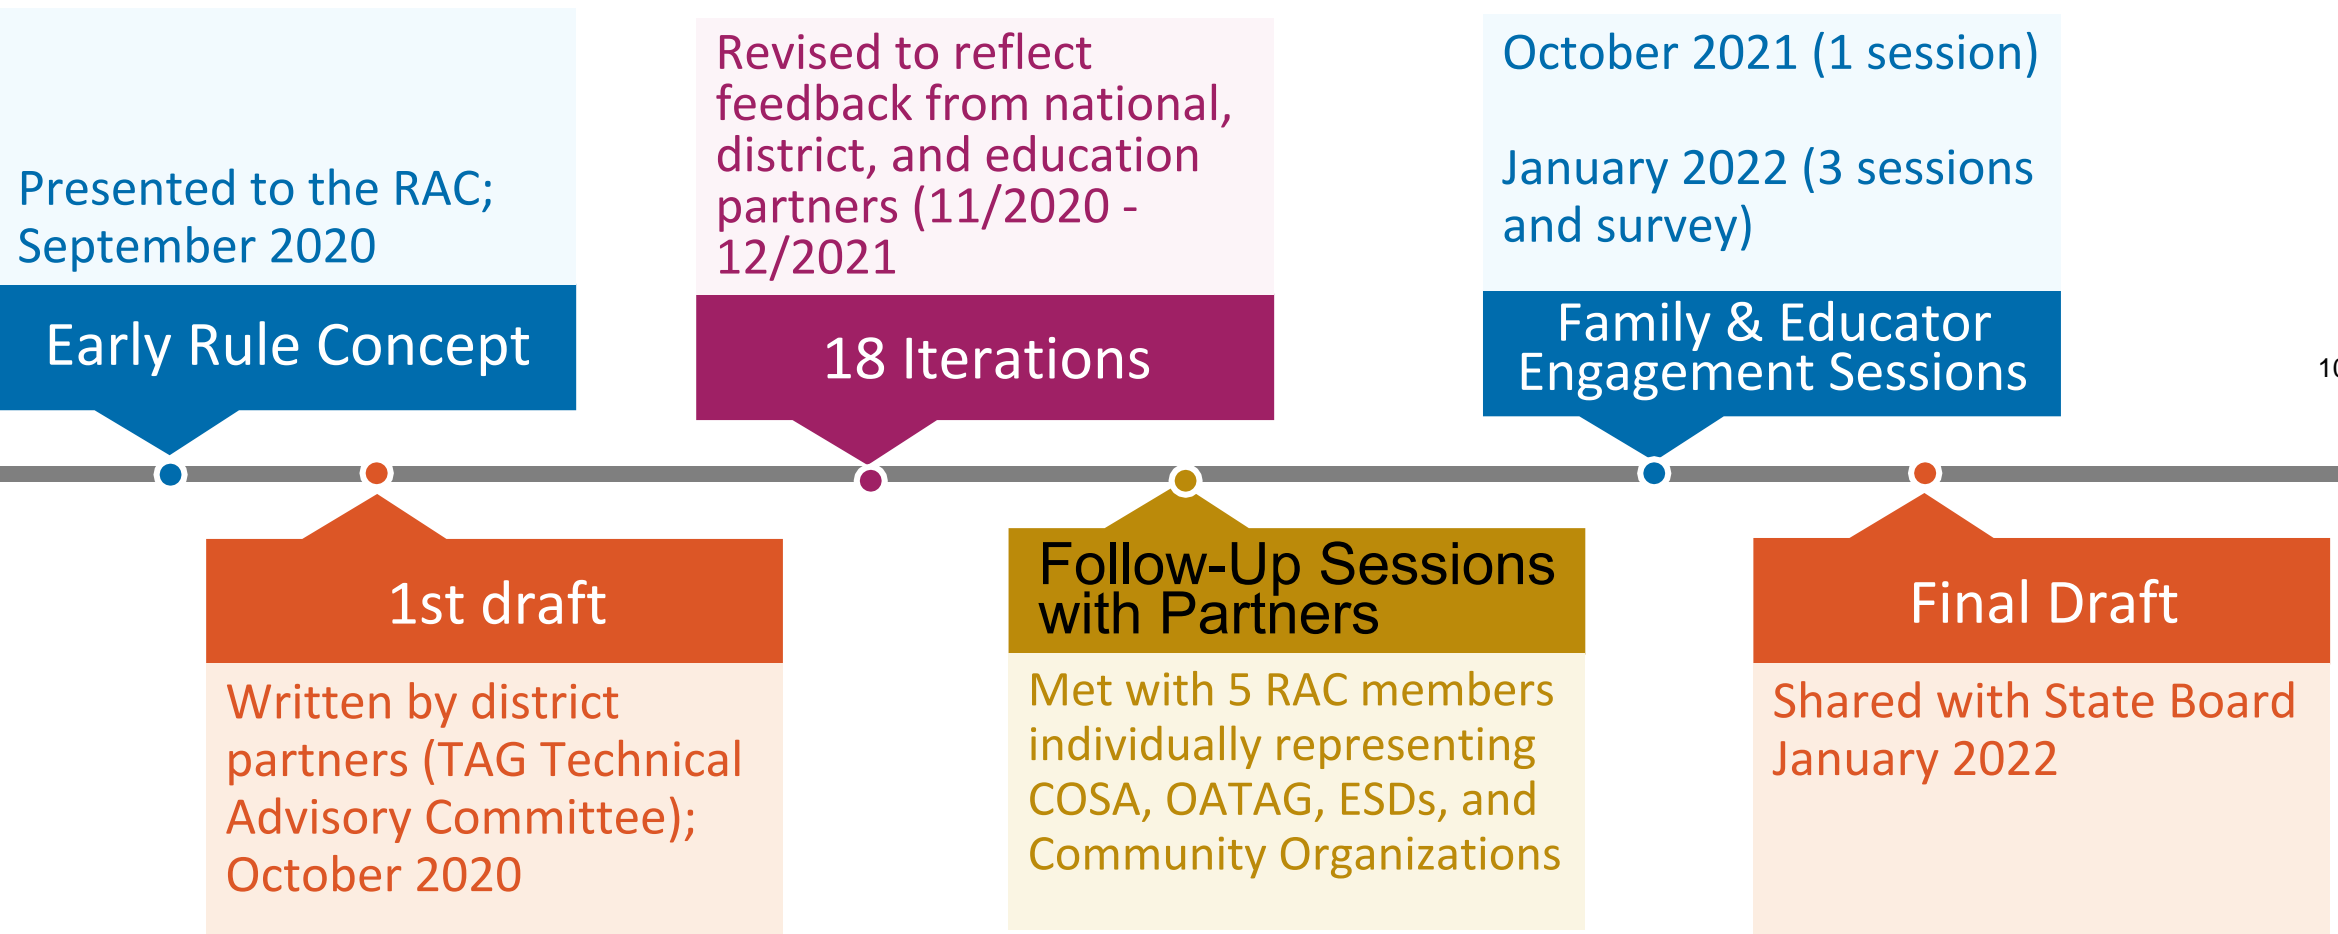 Presented to the RAC;
September 2020
Early Rule Concept
1st draft
Written by district
partners (TAG Technical
Advisory Committee);
October 2020
Revised to reflect
feedback from national,
district, and education
partners (11/2020 -
12/2021
18 Iterations
Follow-Up Sessions
with Partners
Met with 5 RAC members
individually representing
COSA, OATAG, ESDs, and
Community Organizations
October 2021 (1 session)
January 2022 (3 sessions
and survey)
Family & Educator
Engagement Sessions
Final Draft
Shared with State Board
January 2022
10